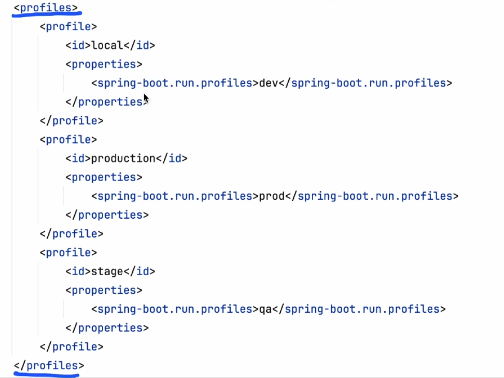 <profiles>
<profile>
<id>local</id>
<properties>
<spring-boot.run.profiles>dev</spring-boot.run.profiles>
</properties>
</profile>
<profile>
<id>production</id>
<properties>
<spring-boot.run.profiles>prod</spring-boot.run.profiles>
</properties>
</profile>
<profile>
<id>stage</id>
<properties>
<spring-boot.run.profiles>qa</spring-boot.run.profiles>
</properties>
</profile>
</profiles>